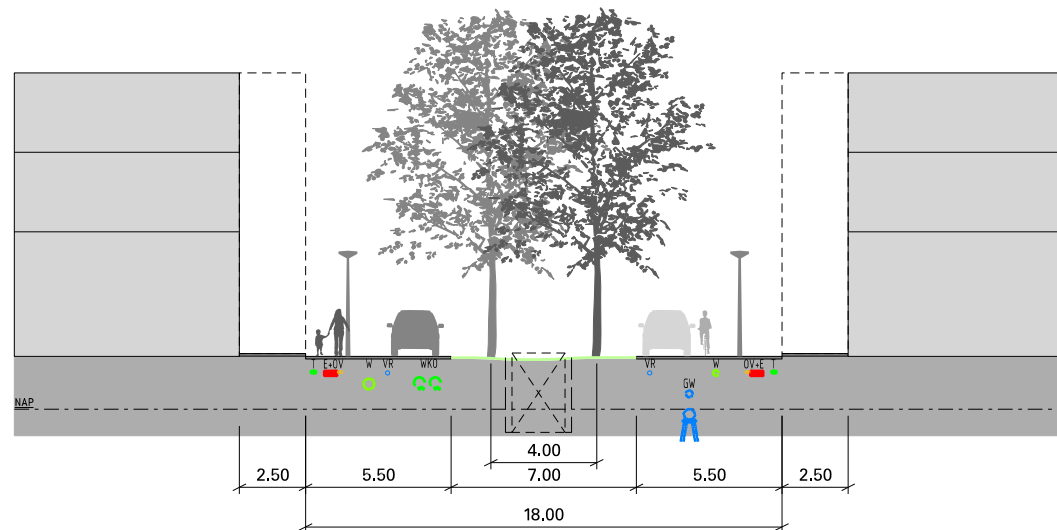 T E+OV W VR WKO VR W OV+E T
GW
NAP
4.00
2.50 5.50 7.00 5.50 2.50
18.00